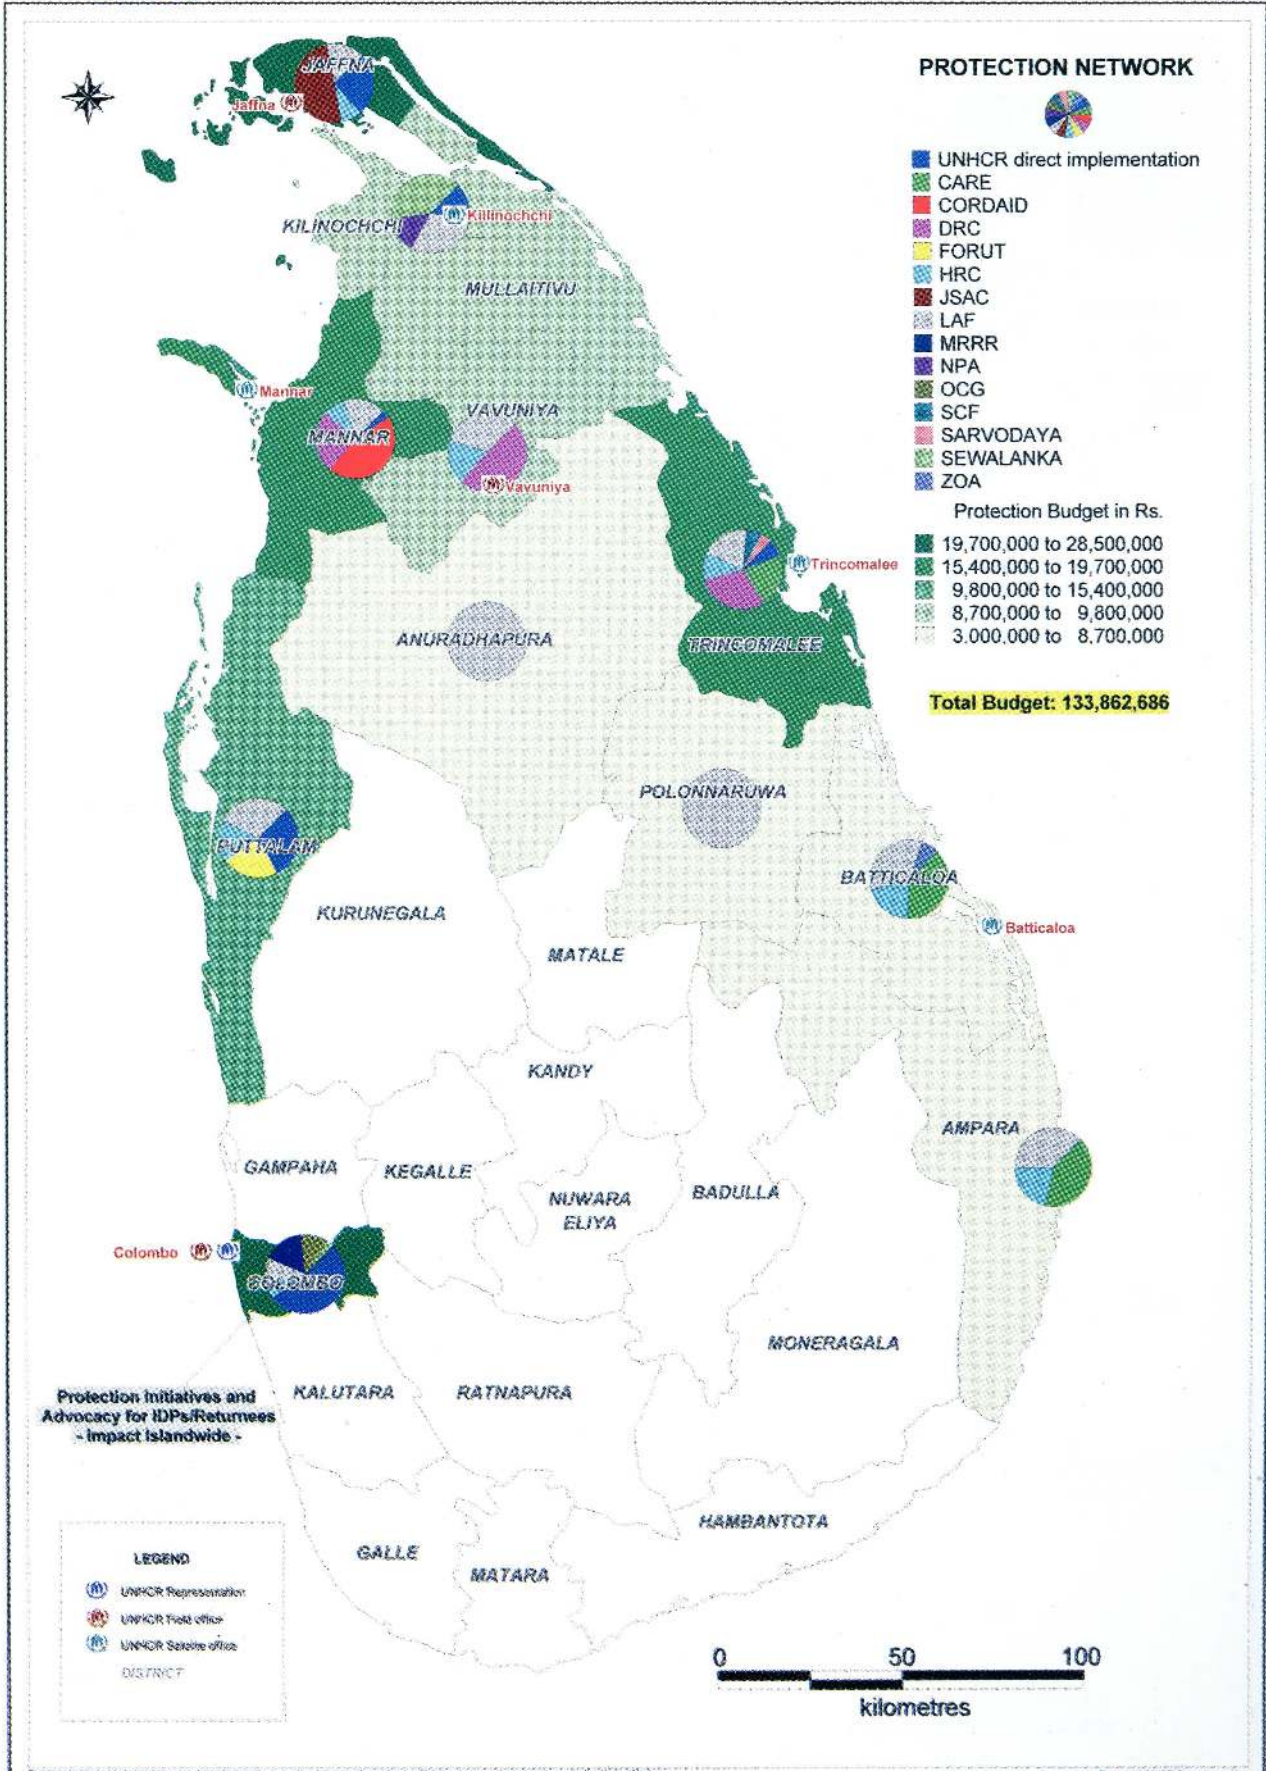 PROTECTION NETWORK
UNHCR direct implementation
CARE
CORDAID
DRC
FORUT
HRC
JSAC
LAF
MRRR
NPA
OCG
SCF
SARVODAYA
SEWALANKA
ZOA
Protection Budget in Rs.
19,700,000 to 28,500,000
15,400,000 to 19,700,000
9,800,000 to 15,400,000
8,700,000 to 9,800,000
3,000,000 to 8,700,000
Total Budget: 133,862,686
JAFFNA
Jaffna
KILINOCHCHI
Killinochchi
MULLAITIVU
Mannar
MANNAR
VAVUNIYA
Vavuniya
Trincomalee
TRINCOMALEE
ANURADHAPURA
POLONNARUWA
PUTTALAM
BATTICALOA
Batticaloa
KURUNEGALA
MATALE
KANDY
AMPARA
GAMPAHA
KEGALLE
NUWARA
ELIYA
BADULLA
Colombo
COLOMBO
MONERAGALA
Protection Initiatives and
Advocacy for IDPs/Returnees
- Impact Islandwide -
KALUTARA
RATNAPURA
HAMBANTOTA
GALLE
MATARA
LEGEND
UNHCR Representation
UNHCR Field office
UNHCR Satelite office
DISTRICT
0 50 100
kilometres